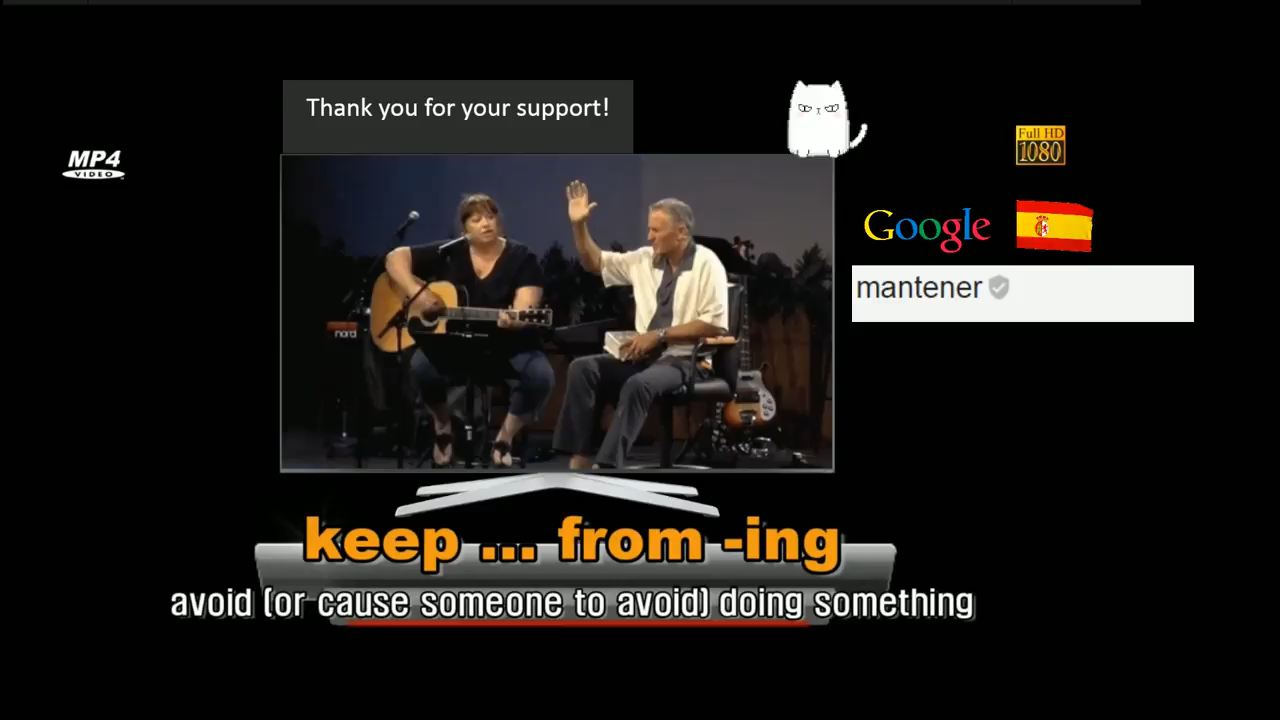 Thank you for your support!
MP4
VIDEO
Full HD
1080
Google
mantener
nord
keep ... from -ing
avoid (or cause someone to avoid) doing something